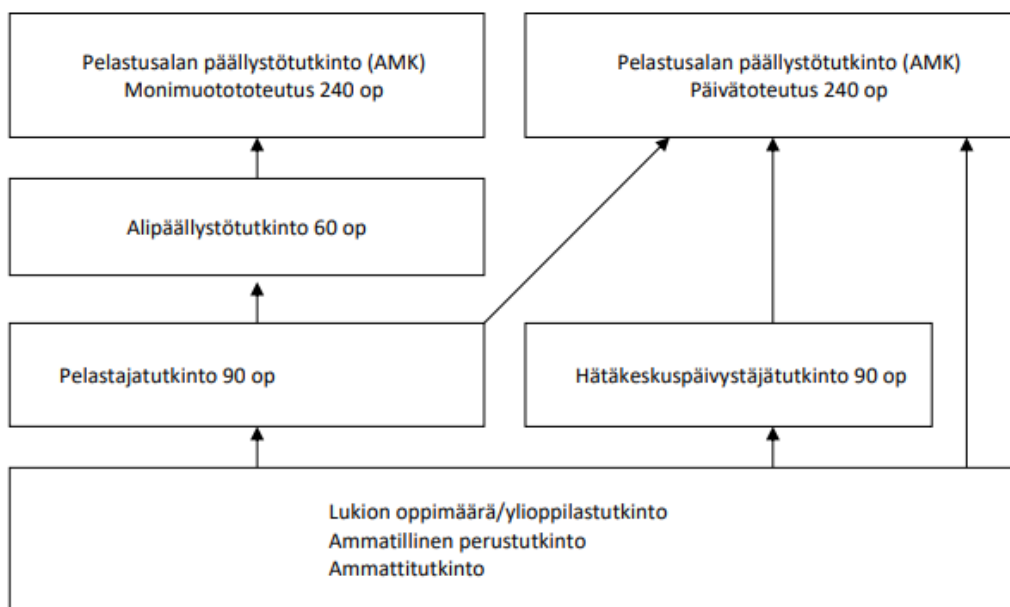 Pelastusalan päällystötutkinto (AMK)
Monimuotototeutus 240 op
Pelastusalan päällystötutkinto (AMK)
Päivätoteutus 240 op
Alipäällystötutkinto 60 op
Pelastajatutkinto 90 op
Hätäkeskuspäivystäjätutkinto 90 op
Lukion oppimäärä/ylioppilastutkinto
Ammatillinen perustutkinto
Ammattitutkinto